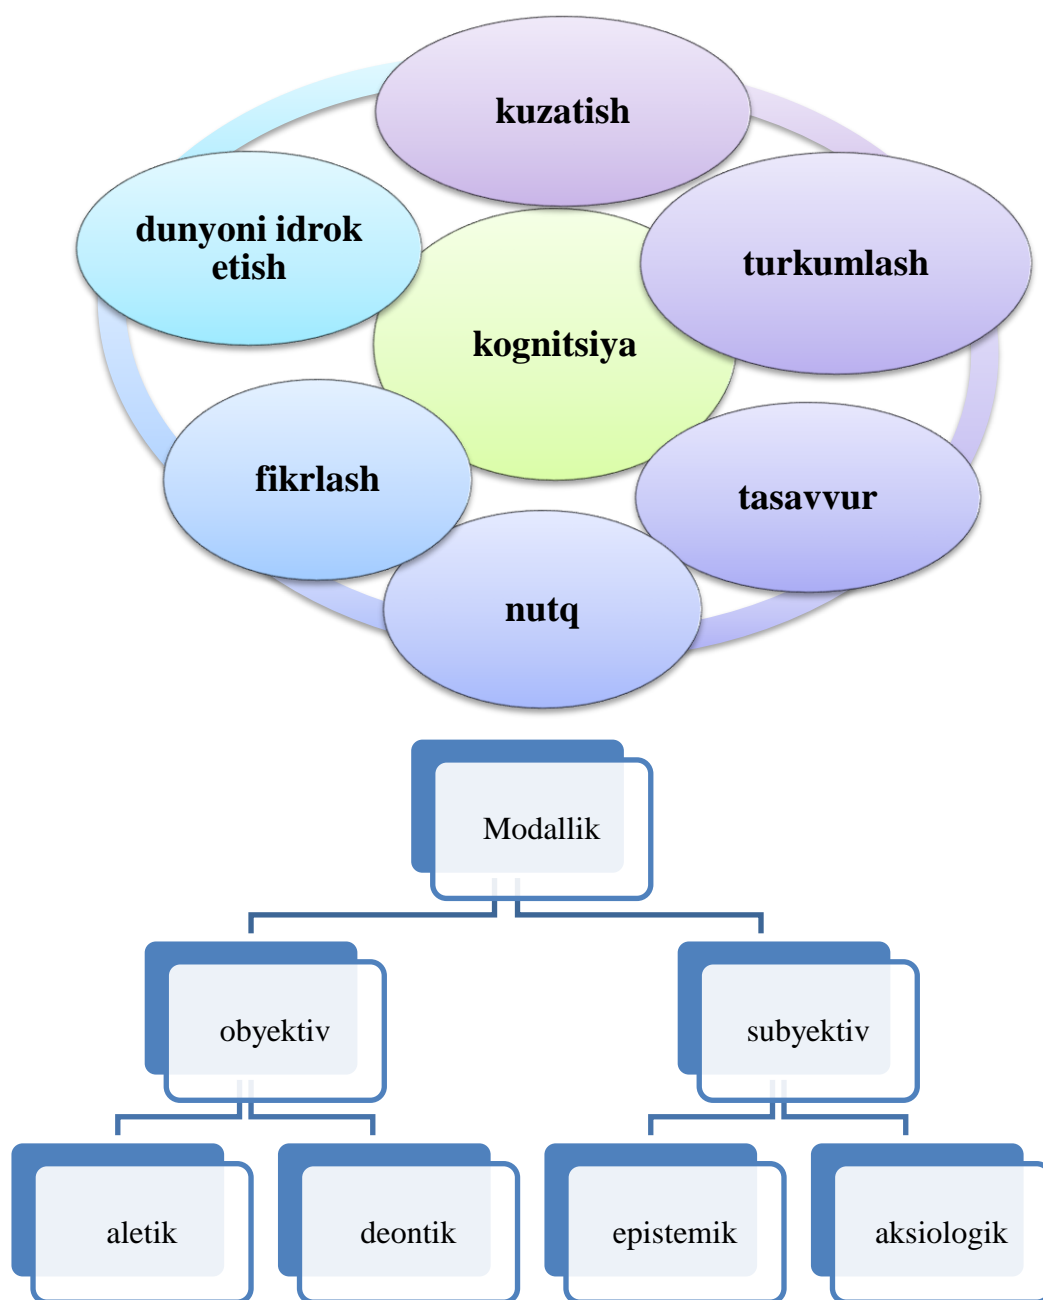 kuzatish
dunyoni idrok
etish
turkumlash
kognitsiya
fikrlash
tasavvur
nutq
Modallik
obyektiv
subyektiv
aletik
deontik
epistemik
aksiologik